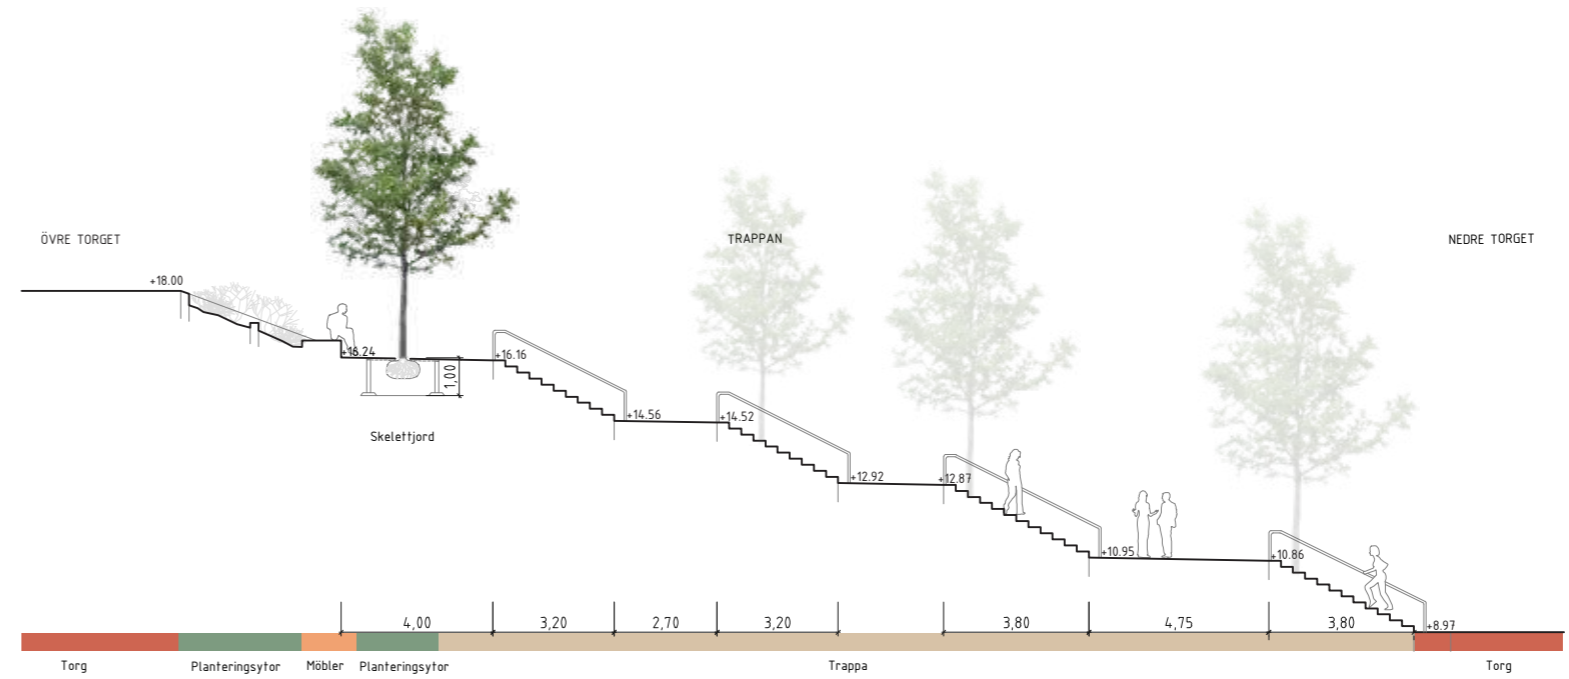 ÖVRE TORGET
TRAPPAN
NEDRE TORGET
+18.00
+16.24
+16.16
1,00
+14.56
+14.52
Skelettjord
+12.92
+12.87
+10.95
+10.86
4,00
3,20
2,70
3,20
3,80
4,75
3,80
+8.97
Torg
Planteringsytor
Möbler
Planteringsytor
Trappa
Torg